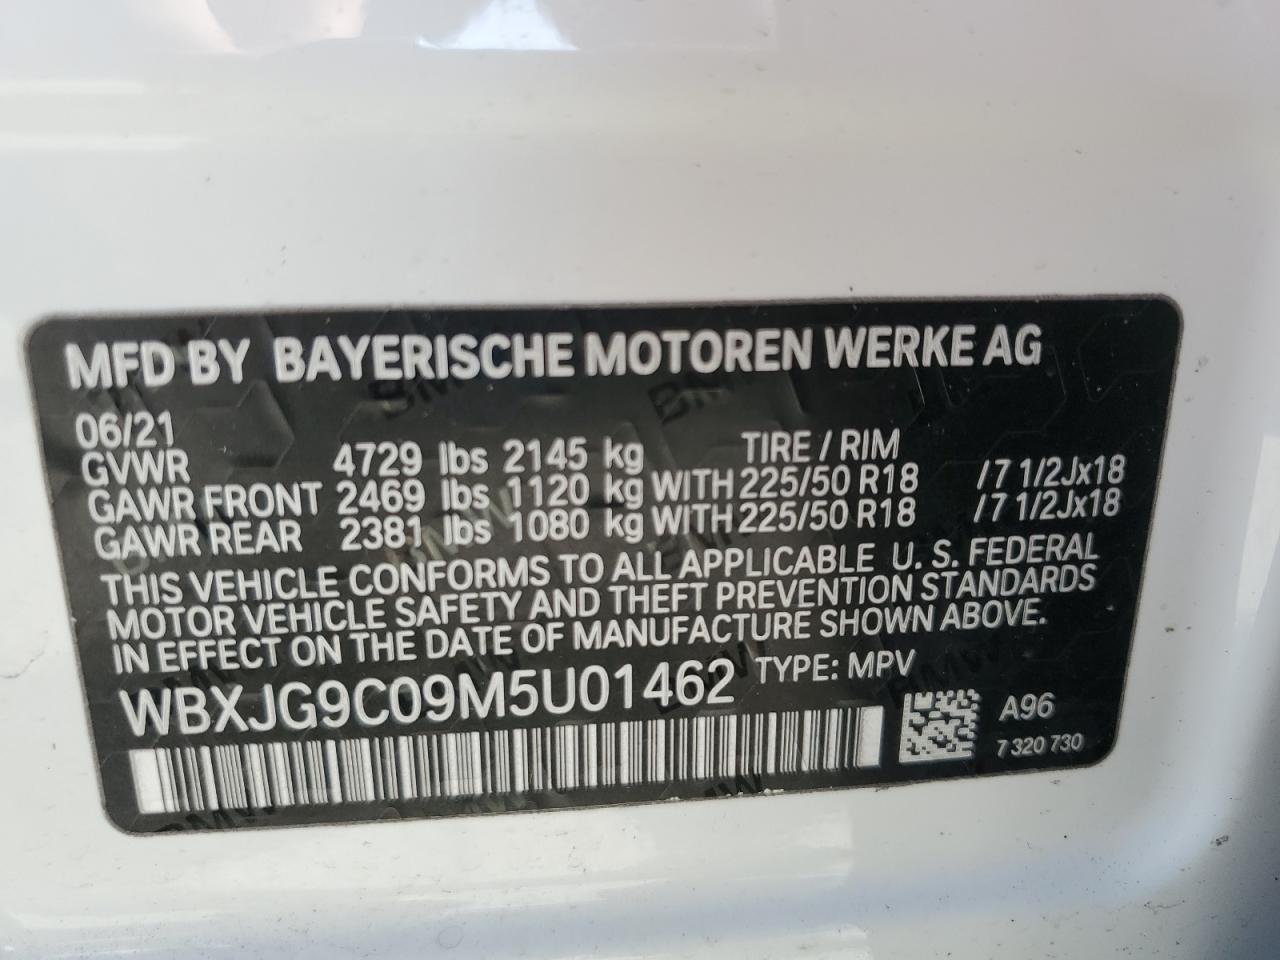 MFD BY BAYERISCHE MOTOREN WERKE AG
06/21 TIRE / RIM
GVWR 4729 lbs 2145 kg
GAWR FRONT 2469 lbs 1120 kg WITH 225/50 R18 /7 1/2Jx18
GAWR REAR 2381 lbs 1080 kg WITH 225/50 R18 /7 1/2Jx18
THIS VEHICLE CONFORMS TO ALL APPLICABLE U. S. FEDERAL
MOTOR VEHICLE SAFETY AND THEFT PREVENTION STANDARDS
IN EFFECT ON THE DATE OF MANUFACTURE SHOWN ABOVE.
WBXJG9C09M5U01462 TYPE: MPV
A96
7 320 730